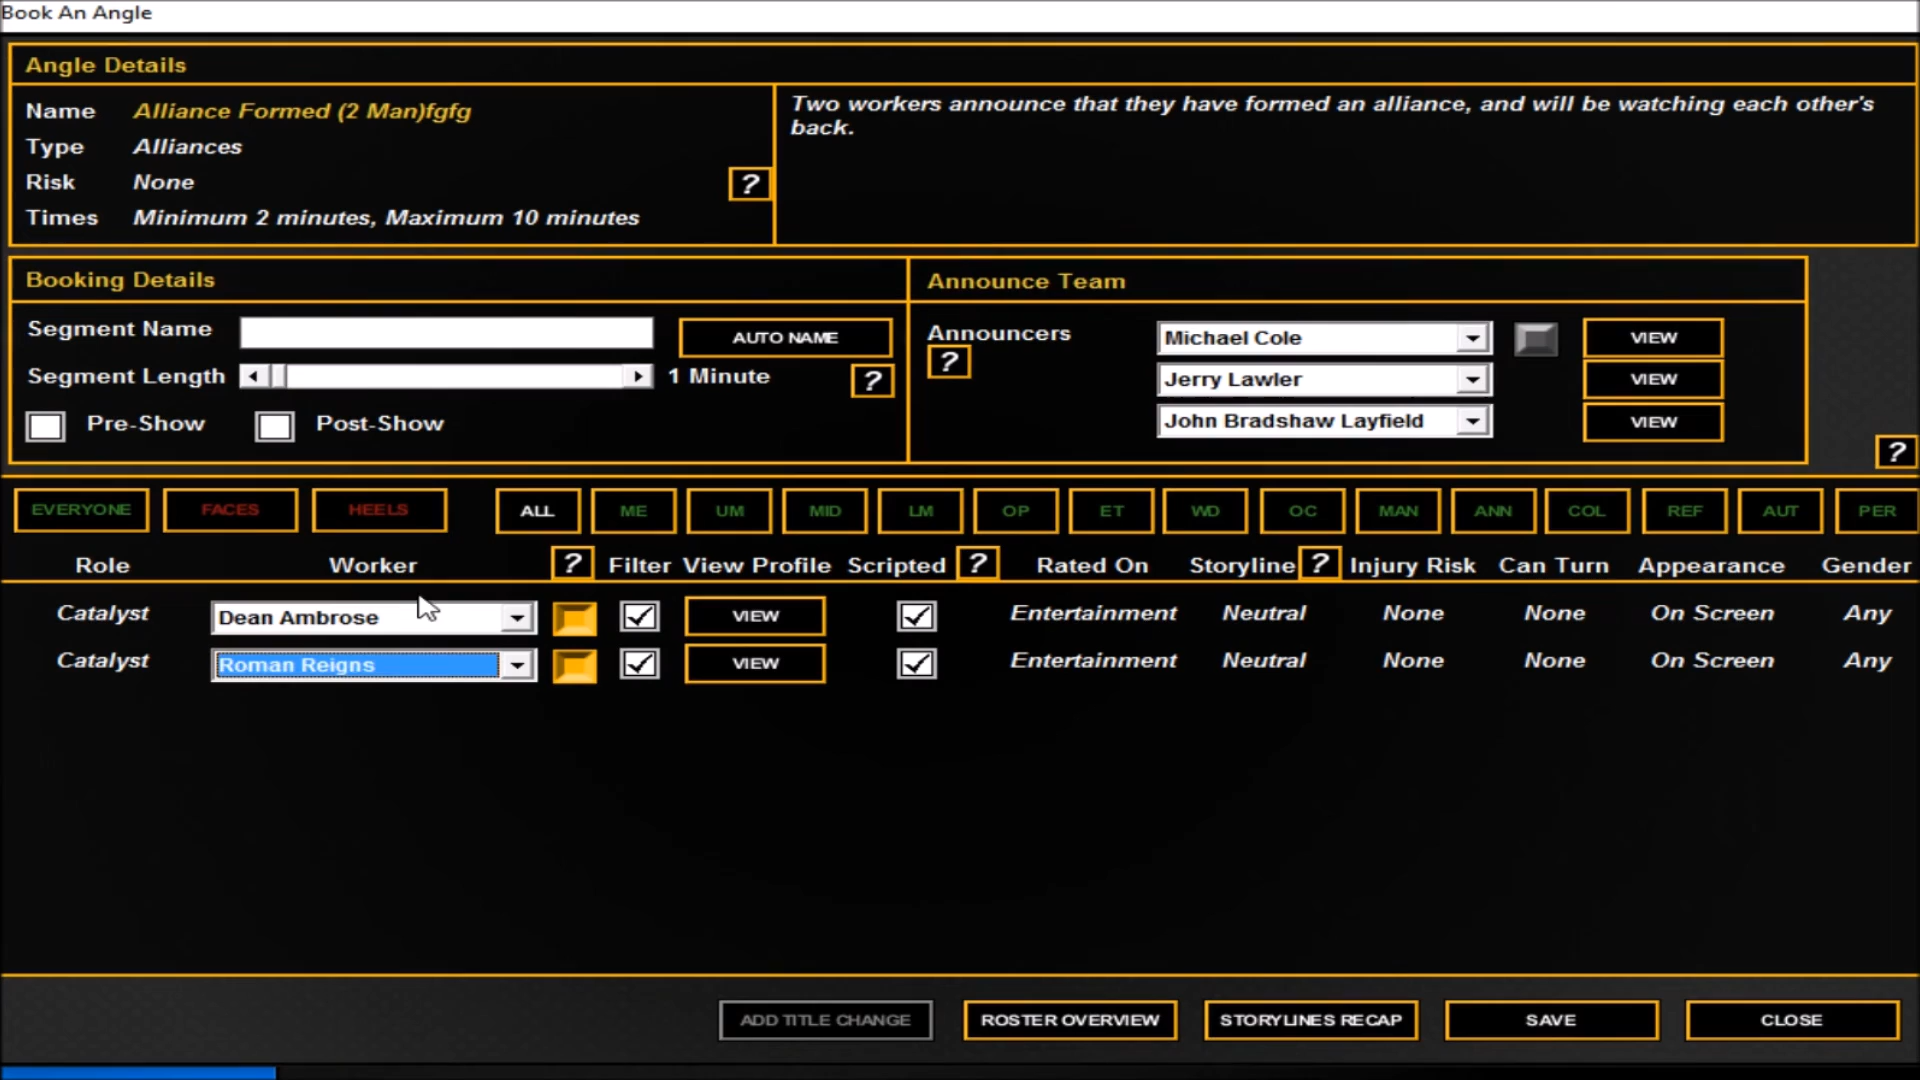 Book An Angle
Angle Details
Name Alliance Formed (2 Man)fgfg
Type Alliances
Risk None
Times Minimum 2 minutes, Maximum 10 minutes
?
Two workers announce that they have formed an alliance, and will be watching each other's
back.
Booking Details
Segment Name
AUTO NAME
Segment Length
1 Minute
?
Pre-Show
Post-Show
Announce Team
Announcers
?
Michael Cole
VIEW
Jerry Lawler
VIEW
John Bradshaw Layfield
VIEW
?
EVERYONE FACES HEELS ALL ME UM MID LM OP ET WD OC MAN ANN COL REF AUT PER
Role Worker ? Filter View Profile Scripted ? Rated On Storyline ? Injury Risk Can Turn Appearance Gender
Catalyst Dean Ambrose VIEW Entertainment Neutral None None On Screen Any
Catalyst Roman Reigns VIEW Entertainment Neutral None None On Screen Any
ADD TITLE CHANGE ROSTER OVERVIEW STORYLINES RECAP SAVE CLOSE